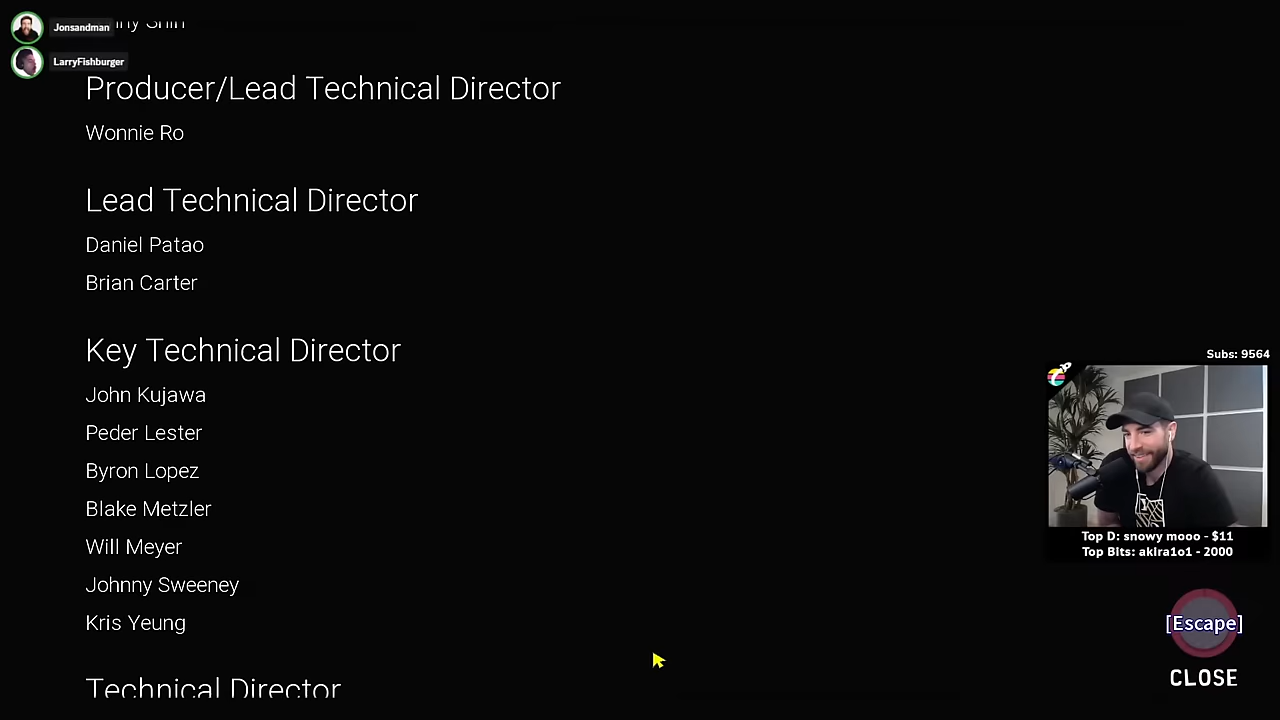 Jonsandman
LarryFishburger
Producer/Lead Technical Director
Wonnie Ro
Lead Technical Director
Daniel Patao
Brian Carter
Key Technical Director
John Kujawa
Peder Lester
Byron Lopez
Blake Metzler
Will Meyer
Johnny Sweeney
Kris Yeung
Technical Director
Subs: 9564
Top D: snowy mooo - $11
Top Bits: akira1o1 - 2000
[Escape]
CLOSE